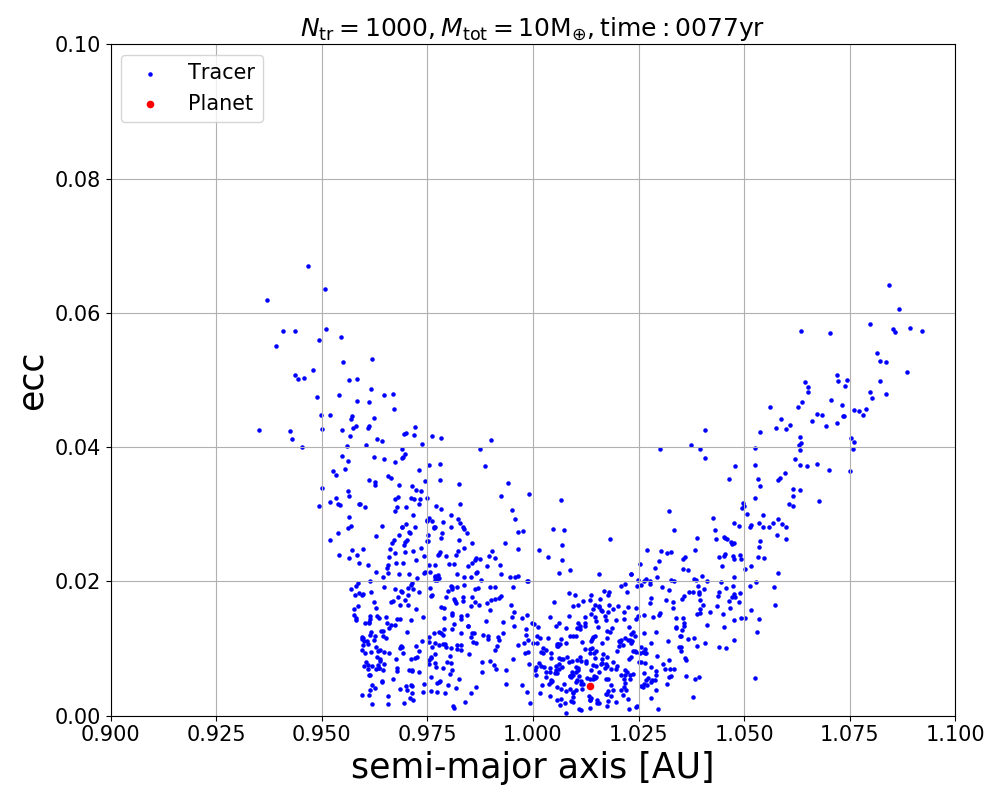 N_tr = 1000, M_tot = 10M_⊕, time : 0077yr
Tracer
Planet
0.10
0.08
0.06
0.04
0.02
0.00
ecc
0.900 0.925 0.950 0.975 1.000 1.025 1.050 1.075 1.100
semi-major axis [AU]